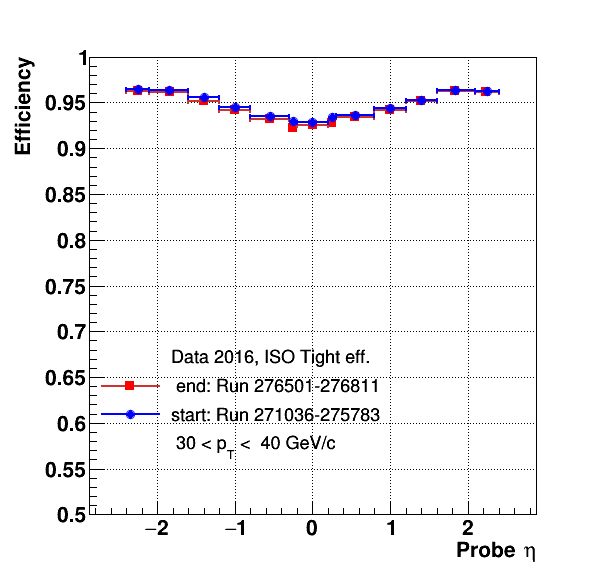 Efficiency
1
0.95
0.9
0.85
0.8
0.75
0.7
0.65
0.6
0.55
0.5
Data 2016, ISO Tight eff.
end: Run 276501-276811
start: Run 271036-275783
30 < p_T < 40 GeV/c
−2 −1 0 1 2
Probe η